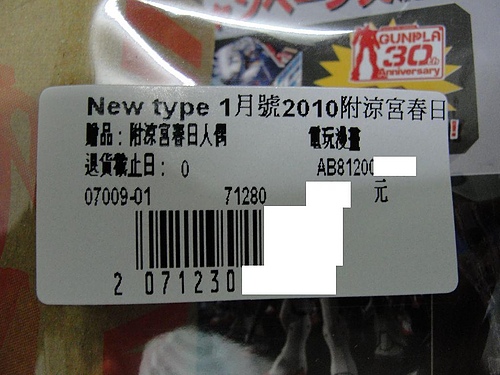 GUNPLA
30th
Anniversary
New type 1月號2010附涼宮春日
贈品：附涼宮春日人偶 電玩漫畫
退貨截止日： 0 AB81200
07009-01 71280 元
2 071230